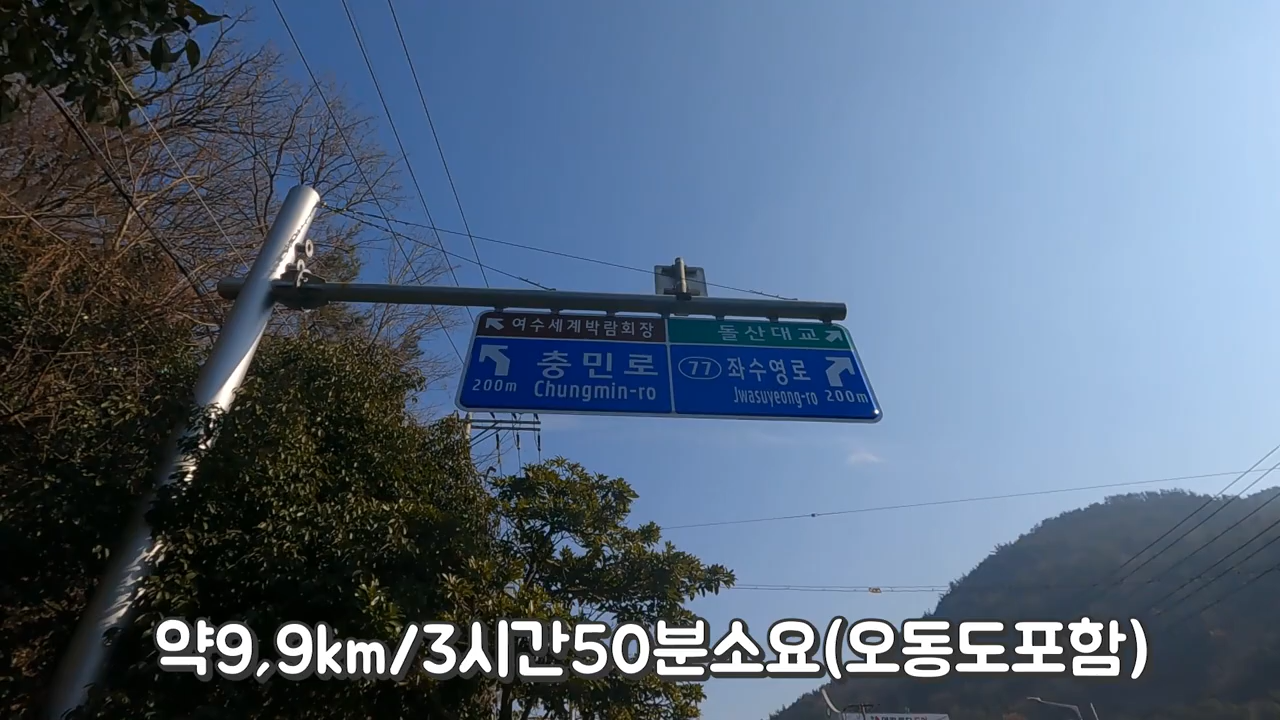 여수세계박람회장
돌산대교
충민로
Chungmin-ro
200m
77 좌수영로
Jwasuyeong-ro
200m
약9,9km/3시간50분소요(오동도포함)